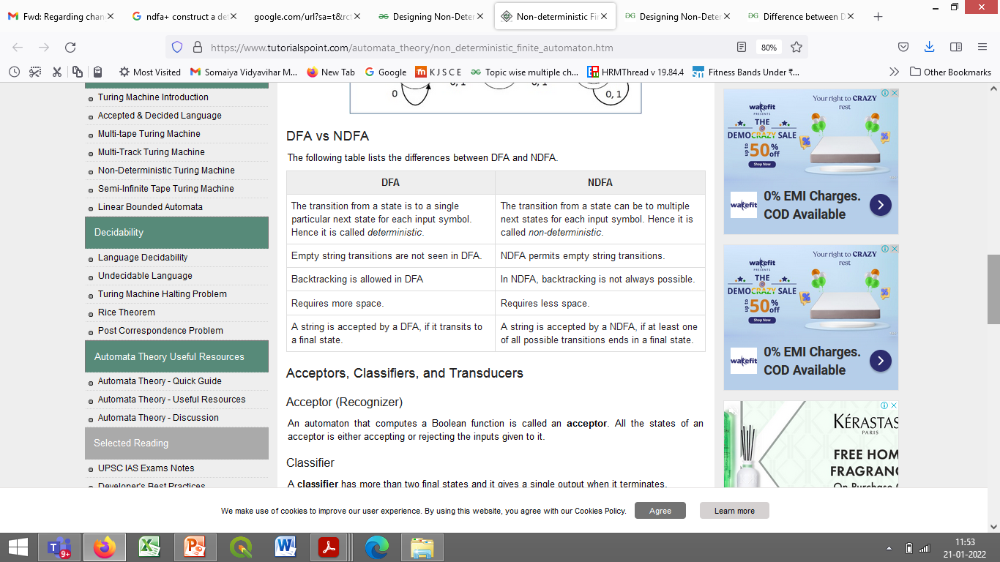 Fwd: Regarding chan
ndfa+ construct a det
google.com/url?sa=t&rct
Designing Non-Deter
Non-deterministic Fi
Designing Non-Deter
Difference between D
https://www.tutorialspoint.com/automata_theory/non_deterministic_finite_automaton.htm
80%
Most Visited
Somaiya Vidyavihar M...
New Tab
Google
K J S C E
Topic wise multiple ch...
HRMThread v 19.84.4
Fitness Bands Under ₹...
Other Bookmarks
Turing Machine Introduction
Accepted & Decided Language
Multi-tape Turing Machine
Multi-Track Turing Machine
Non-Deterministic Turing Machine
Semi-Infinite Tape Turing Machine
Linear Bounded Automata
Decidability
Language Decidability
Undecidable Language
Turing Machine Halting Problem
Rice Theorem
Post Correspondence Problem
Automata Theory Useful Resources
Automata Theory - Quick Guide
Automata Theory - Useful Resources
Automata Theory - Discussion
Selected Reading
UPSC IAS Exams Notes
Developer's Best Practices
0
0, 1
0, 1
0, 1
DFA vs NDFA
The following table lists the differences between DFA and NDFA.
DFA
NDFA
The transition from a state is to a single
particular next state for each input symbol.
Hence it is called deterministic.
The transition from a state can be to multiple
next states for each input symbol. Hence it is
called non-deterministic.
Empty string transitions are not seen in DFA.
NDFA permits empty string transitions.
Backtracking is allowed in DFA
In NDFA, backtracking is not always possible.
Requires more space.
Requires less space.
A string is accepted by a DFA, if it transits to
a final state.
A string is accepted by a NDFA, if at least one
of all possible transitions ends in a final state.
Acceptors, Classifiers, and Transducers
Acceptor (Recognizer)
An automaton that computes a Boolean function is called an acceptor. All the states of an
acceptor is either accepting or rejecting the inputs given to it.
Classifier
A classifier has more than two final states and it gives a single output when it terminates.
wakefit
PRESENTS
THE
DEMOCRAZY SALE
up to
50% off
Shop Now
Your right to CRAZY
rest
wakefit
0% EMI Charges.
COD Available
wakefit
PRESENTS
THE
DEMOCRAZY SALE
up to
50% off
Shop Now
Your right to CRAZY
rest
wakefit
0% EMI Charges.
COD Available
KÉRASTAS
PARIS
FREE HOM
FRAGRANC
On Purchase
We make use of cookies to improve our user experience. By using this website, you agree with our Cookies Policy.
Agree
Learn more
9+
11:53
21-01-2022